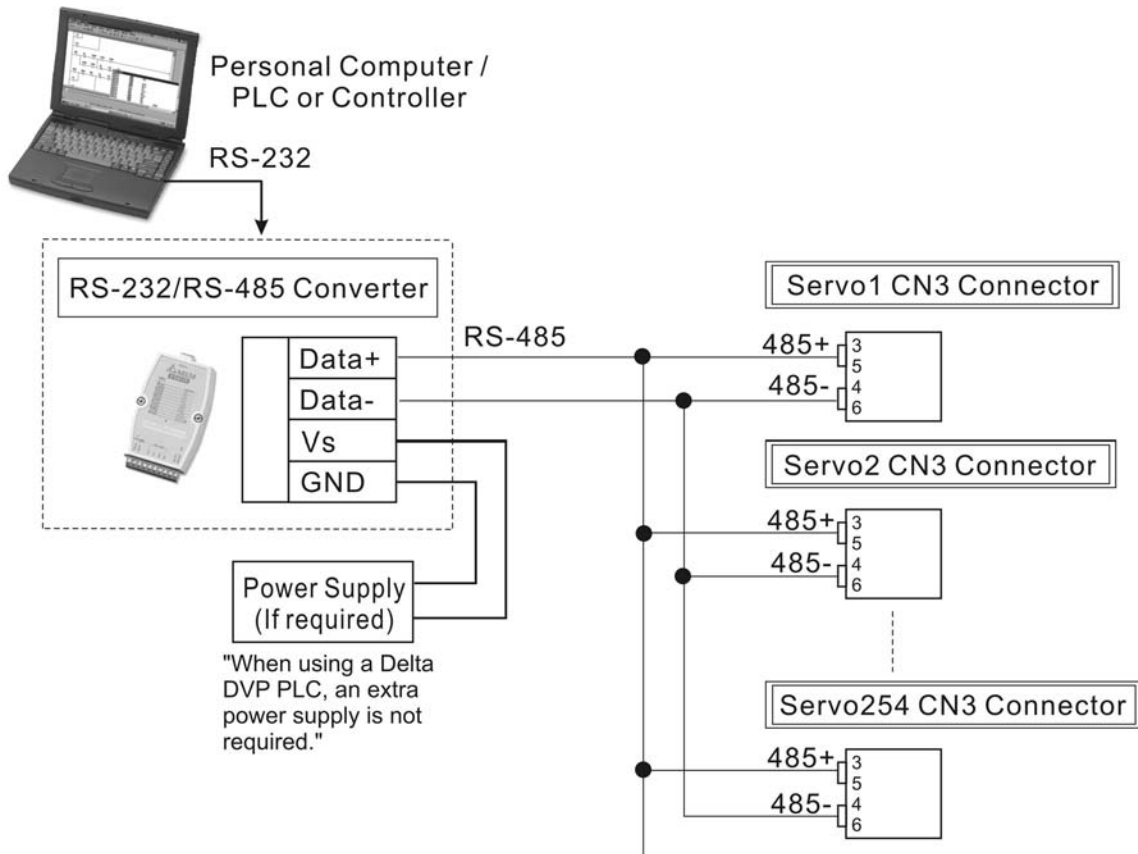 Personal Computer /
PLC or Controller
RS-232
RS-232/RS-485 Converter
Data+
Data-
Vs
GND
RS-485
Power Supply
(If required)
"When using a Delta
DVP PLC, an extra
power supply is not
required."
Servo1 CN3 Connector
485+
3
5
485-
4
6
Servo2 CN3 Connector
485+
3
5
485-
4
6
Servo254 CN3 Connector
485+
3
5
485-
4
6